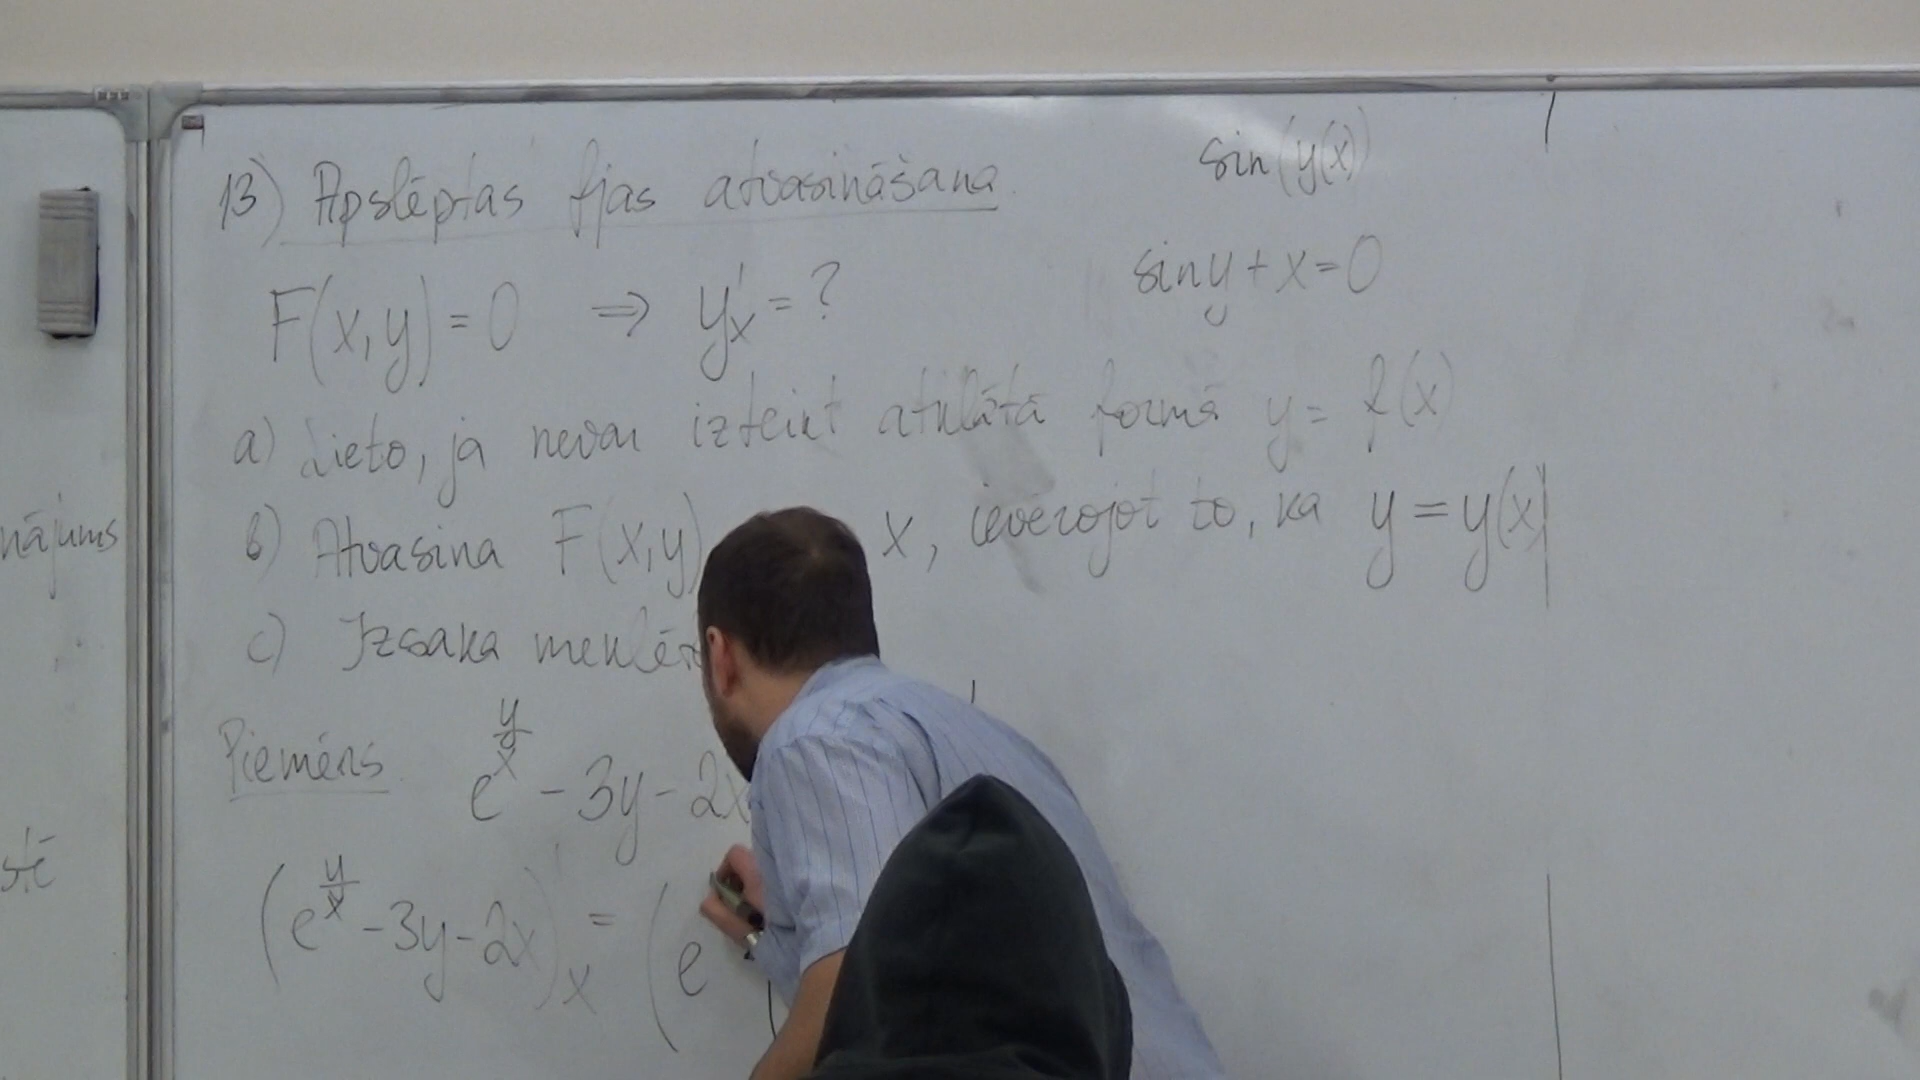 13) Apslēptas fjas atvasināšana.
sin(y(x))
F(x,y) = 0 ⇒ y'x = ?
sin y + x = 0
a) Lieto, ja nevar izteikt atklātā formā y = f(x)
b) Atvasina F(x,y) x, ievērojot to, ka y = y(x)
c) Izsaka
Piemērs e^(y/x) - 3y - 2x
(e^(y/x) - 3y - 2x)'x = (e
nājums